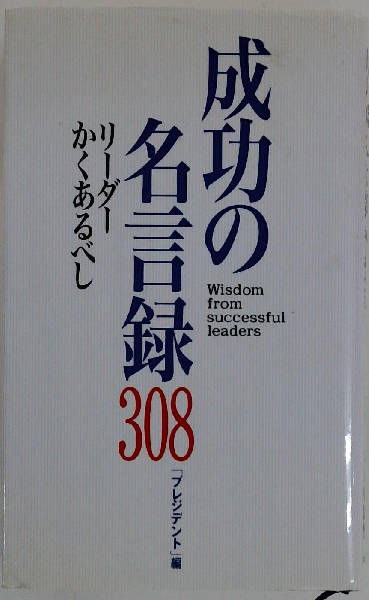 成功の
名言録
308
リーダー
かくあるべし
Wisdom
from
successful
leaders
「プレジデント」編